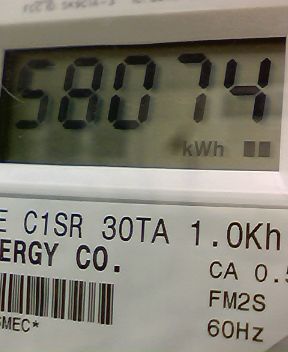 58074
kWh
E C1SR 30TA 1.0Kh
ERGY CO.
CA 0.5
FM2S
MEC*
60Hz